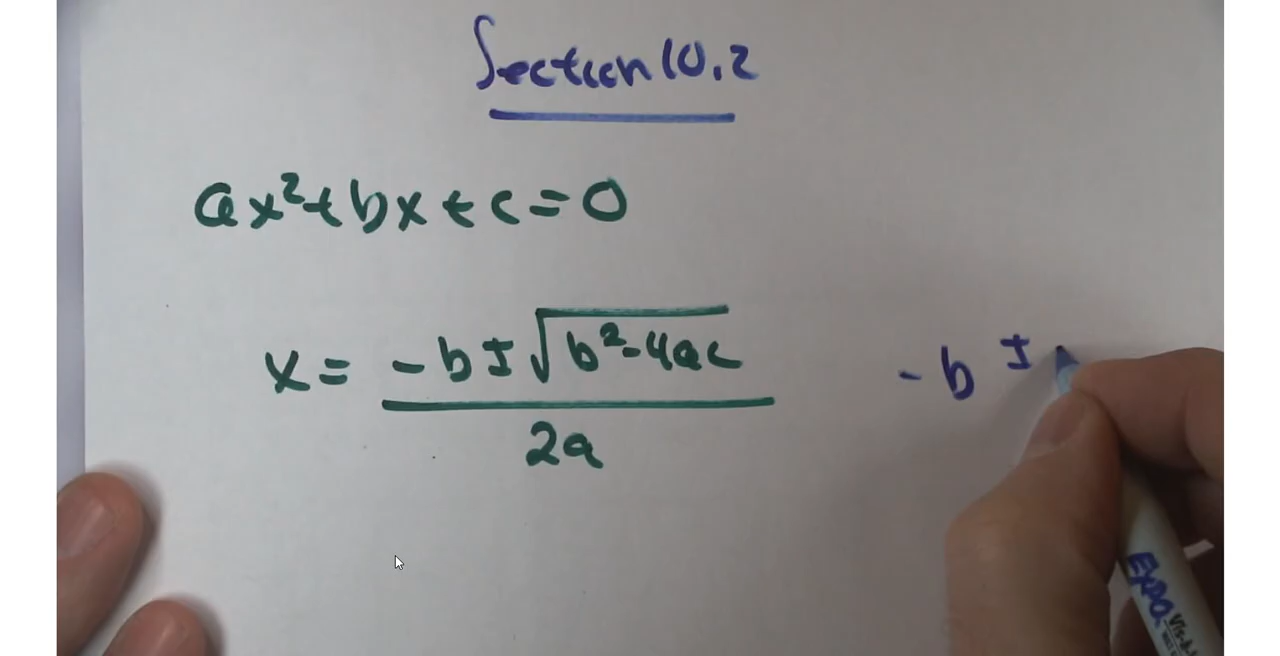 Section 10.2
ax²+bx+c=0
x = -b±√b²-4ac
2a
-b ±
EXPO